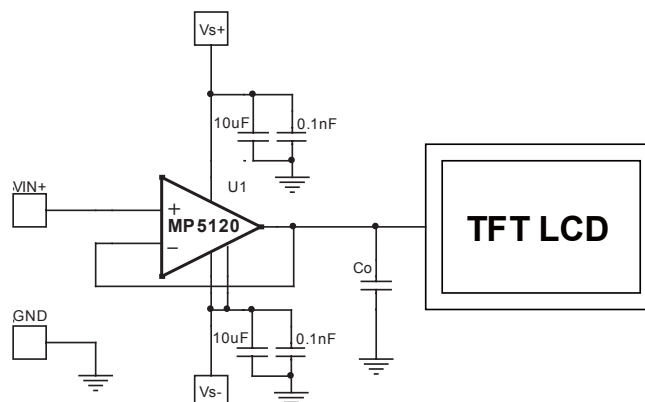 Vs+
10uF
0.1nF
VIN+
U1
+
MP5120
−
TFT LCD
Co
GND
10uF
0.1nF
Vs-